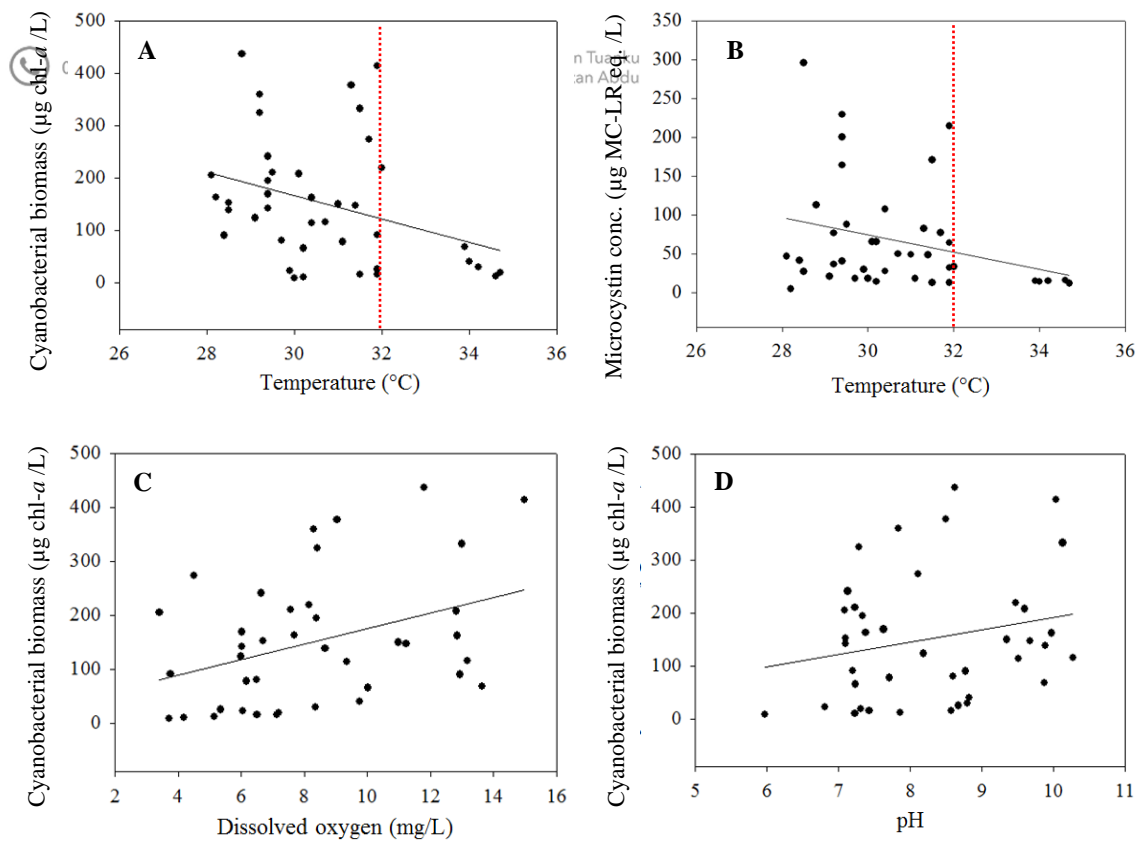 A
Cyanobacterial biomass (µg chl-a /L)
500
400
300
200
100
0
26 28 30 32 34 36
Temperature (°C)
n Tuanku
B
Microcystin conc. (µg MC-LR eq. /L)
350
300
250
200
150
100
50
0
26 28 30 32 34 36
Temperature (°C)
C
Cyanobacterial biomass (µg chl-a /L)
500
400
300
200
100
0
2 4 6 8 10 12 14 16
Dissolved oxygen (mg/L)
D
Cyanobacterial biomass (µg chl-a /L)
500
400
300
200
100
0
5 6 7 8 9 10 11
pH